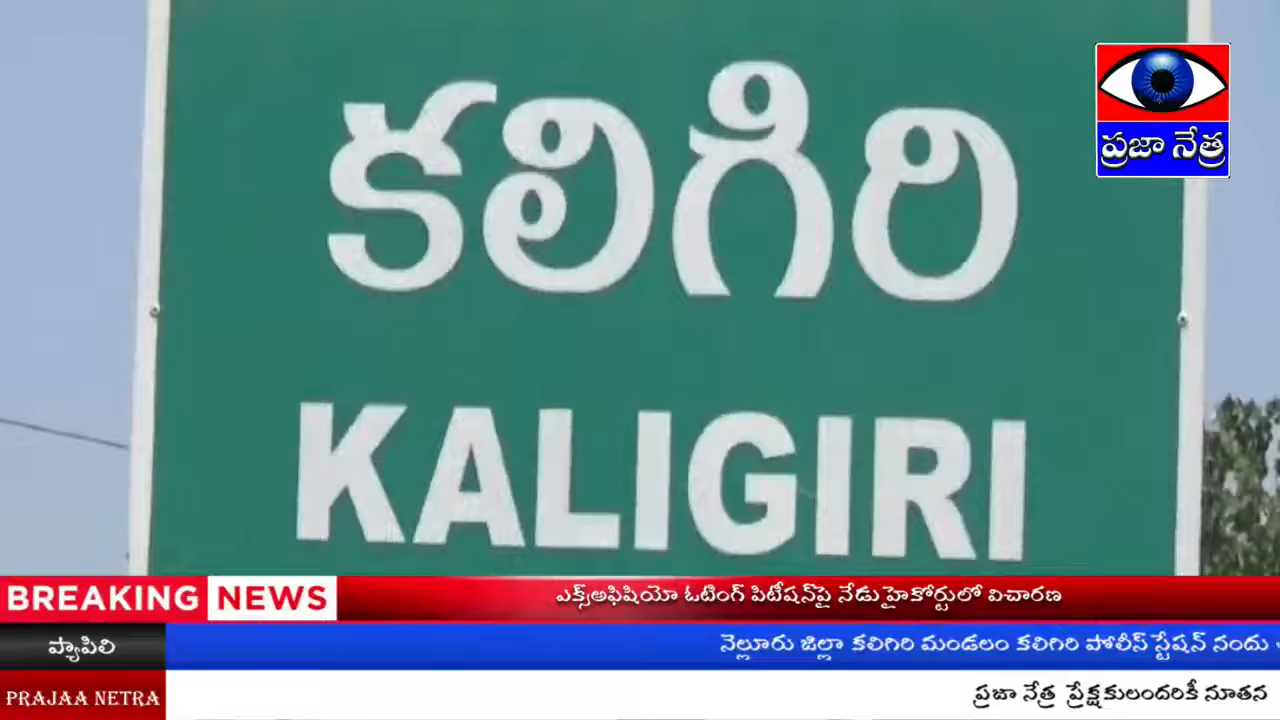 కలిగిరి
ప్రజా నేత్ర
KALIGIRI
BREAKING NEWS
ఎక్స్అఫిషియో ఓటింగ్ పిటీషన్‌పై నేడు హైకోర్టులో విచారణ
ప్యాపిలి
నెల్లూరు జిల్లా కలిగిరి మండలం కలిగిరి పోలీస్ స్టేషన్ నందు
PRAJAA NETRA
ప్రజా నేత్ర ప్రేక్షకులందరికీ నూతన